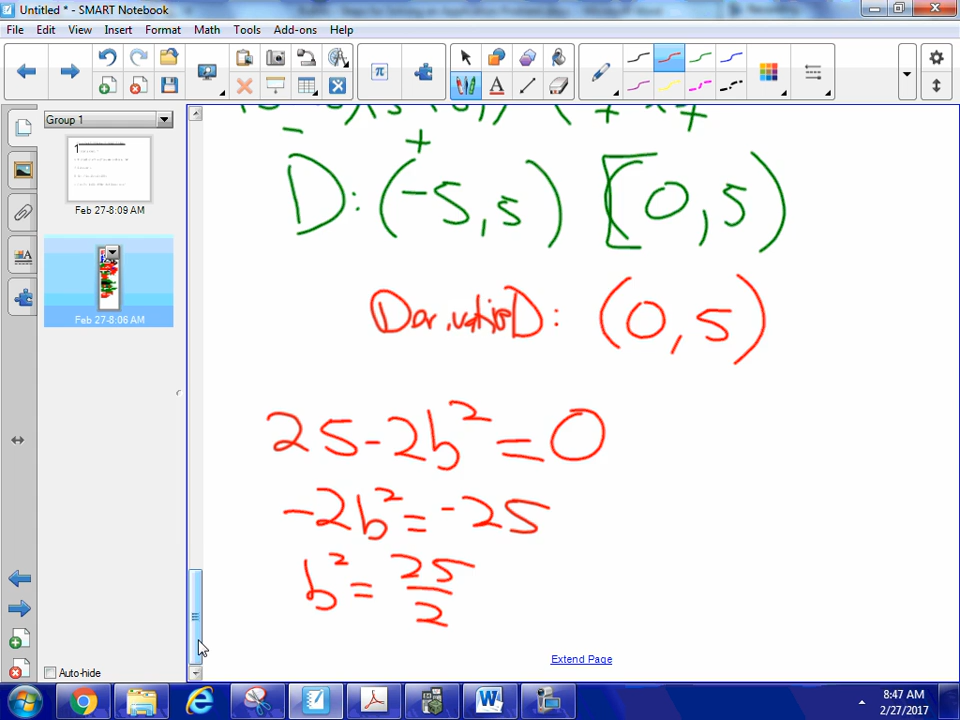 Untitled * - SMART Notebook
File Edit View Insert Format Math Tools Add-ons Help
Group 1
1
Feb 27-8:09 AM
Feb 27-8:06 AM
D: (-5,5) [0,5)
Derivative D: (0,5)
25-2b²=0
-2b²=-25
b²=25/2
Extend Page
Auto-hide
8:47 AM
2/27/2017